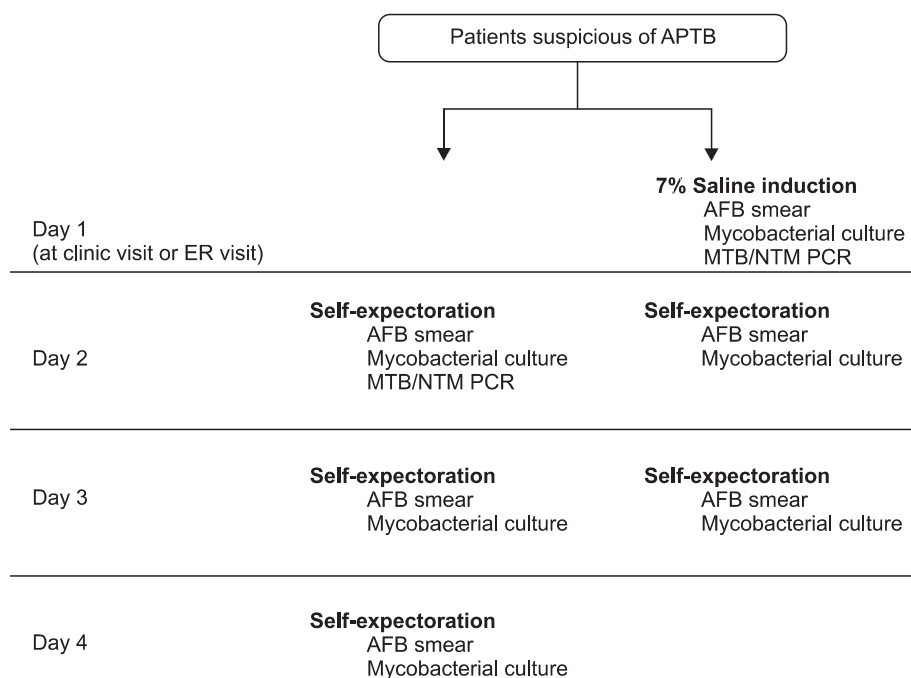 Patients suspicious of APTB
7% Saline induction
AFB smear
Mycobacterial culture
MTB/NTM PCR
Day 1
(at clinic visit or ER visit)
Day 2
Self-expectoration
AFB smear
Mycobacterial culture
MTB/NTM PCR
Self-expectoration
AFB smear
Mycobacterial culture
Day 3
Self-expectoration
AFB smear
Mycobacterial culture
Self-expectoration
AFB smear
Mycobacterial culture
Day 4
Self-expectoration
AFB smear
Mycobacterial culture